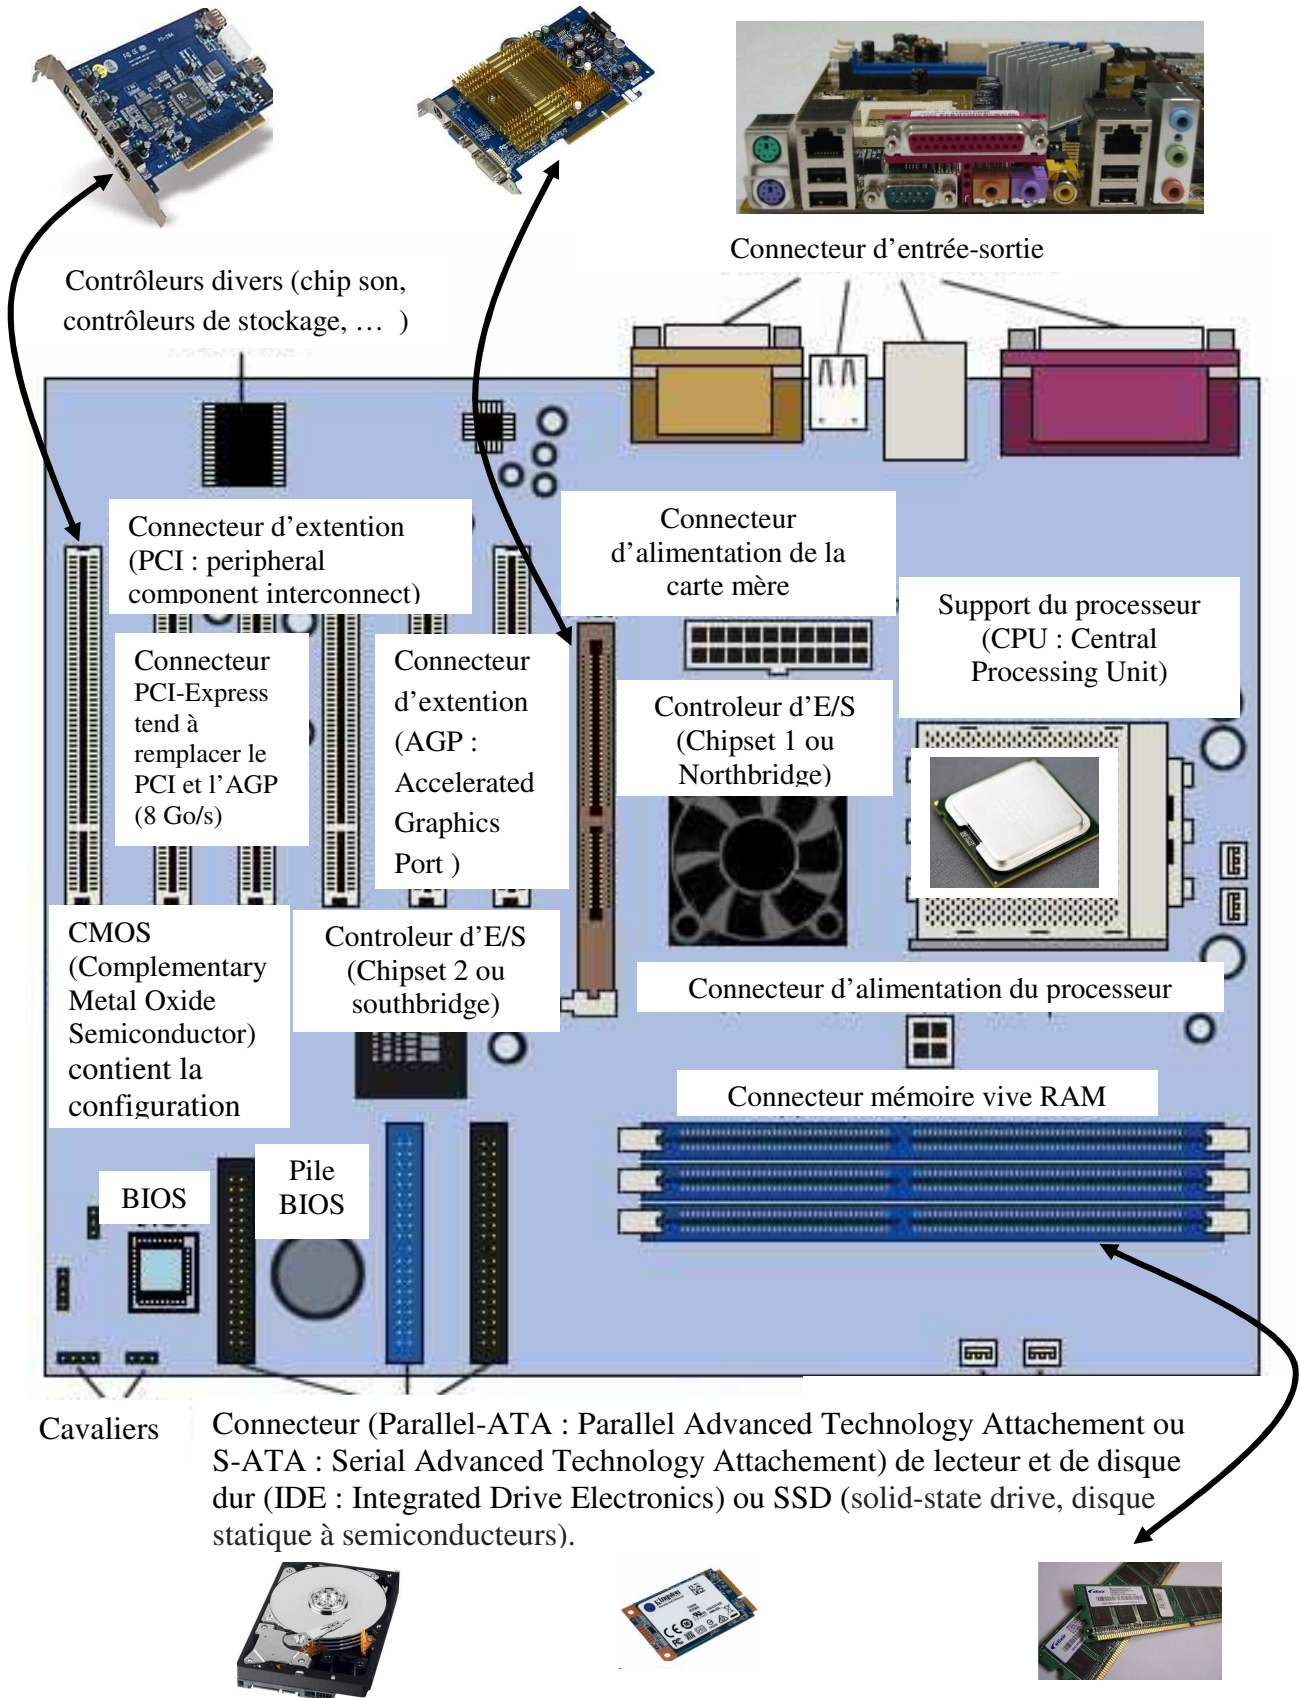 Connecteur d’entrée-sortie
Contrôleurs divers (chip son,
contrôleurs de stockage, … )
Connecteur d’extention
(PCI : peripheral
component interconnect)
Connecteur
d’alimentation de la
carte mère
Support du processeur
(CPU : Central
Processing Unit)
Connecteur
PCI-Express
tend à
remplacer le
PCI et l’AGP
(8 Go/s)
Connecteur
d’extention
(AGP :
Accelerated
Graphics
Port )
Controleur d’E/S
(Chipset 1 ou
Northbridge)
CMOS
(Complementary
Metal Oxide
Semiconductor)
contient la
configuration
Controleur d’E/S
(Chipset 2 ou
southbridge)
Connecteur d’alimentation du processeur
Connecteur mémoire vive RAM
BIOS
Pile
BIOS
Cavaliers
Connecteur (Parallel-ATA : Parallel Advanced Technology Attachement ou
S-ATA : Serial Advanced Technology Attachement) de lecteur et de disque
dur (IDE : Integrated Drive Electronics) ou SSD (solid-state drive, disque
statique à semiconducteurs).
Kingston